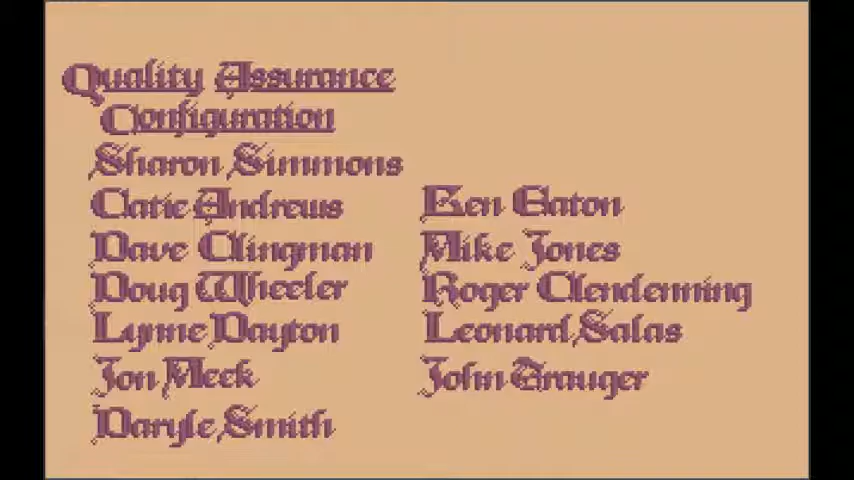 Quality Assurance
Configuration
Sharon Simmons
Catie Andrews
Dave Clingman
Doug Wheeler
Lynne Dayton
Jon Meek
Daryle Smith
Ken Eaton
Mike Jones
Roger Clendenning
Leonard Salas
John Trauger